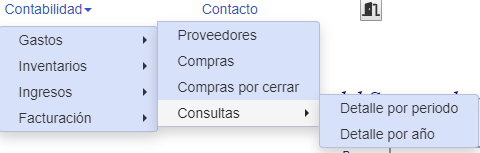 Contabilidad
Contacto
Gastos
Inventarios
Ingresos
Facturación
Proveedores
Compras
Compras por cerrar
Consultas
Detalle por periodo
Detalle por año